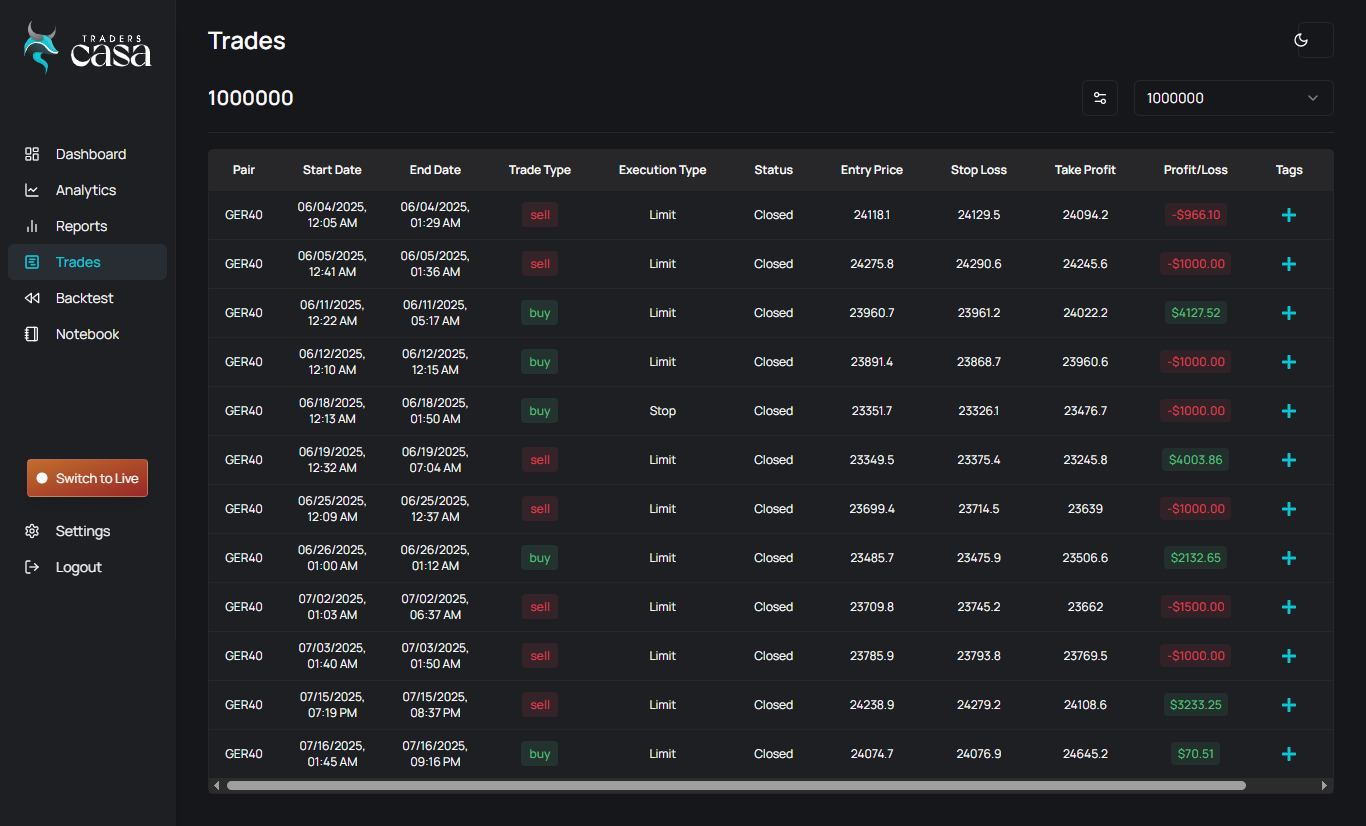 TRADERS
casa
Trades
1000000
1000000
Dashboard
Analytics
Reports
Trades
Backtest
Notebook
Switch to Live
Settings
Logout
Pair Start Date End Date Trade Type Execution Type Status Entry Price Stop Loss Take Profit Profit/Loss Tags
GER40 06/04/2025, 12:05 AM 06/04/2025, 01:29 AM sell Limit Closed 24118.1 24129.5 24094.2 -$966.10 +
GER40 06/05/2025, 12:41 AM 06/05/2025, 01:36 AM sell Limit Closed 24275.8 24290.6 24245.6 -$1000.00 +
GER40 06/11/2025, 12:22 AM 06/11/2025, 05:17 AM buy Limit Closed 23960.7 23961.2 24022.2 $4127.52 +
GER40 06/12/2025, 12:10 AM 06/12/2025, 12:15 AM buy Limit Closed 23891.4 23868.7 23960.6 -$1000.00 +
GER40 06/18/2025, 12:13 AM 06/18/2025, 01:50 AM buy Stop Closed 23351.7 23326.1 23476.7 -$1000.00 +
GER40 06/19/2025, 12:32 AM 06/19/2025, 07:04 AM sell Limit Closed 23349.5 23375.4 23245.8 $4003.86 +
GER40 06/25/2025, 12:09 AM 06/25/2025, 12:37 AM sell Limit Closed 23699.4 23714.5 23639 -$1000.00 +
GER40 06/26/2025, 01:00 AM 06/26/2025, 01:12 AM buy Limit Closed 23485.7 23475.9 23506.6 $2132.65 +
GER40 07/02/2025, 01:03 AM 07/02/2025, 06:37 AM sell Limit Closed 23709.8 23745.2 23662 -$1500.00 +
GER40 07/03/2025, 01:40 AM 07/03/2025, 01:50 AM sell Limit Closed 23785.9 23793.8 23769.5 -$1000.00 +
GER40 07/15/2025, 07:19 PM 07/15/2025, 08:37 PM sell Limit Closed 24238.9 24279.2 24108.6 $3233.25 +
GER40 07/16/2025, 01:45 AM 07/16/2025, 09:16 PM buy Limit Closed 24074.7 24076.9 24645.2 $70.51 +